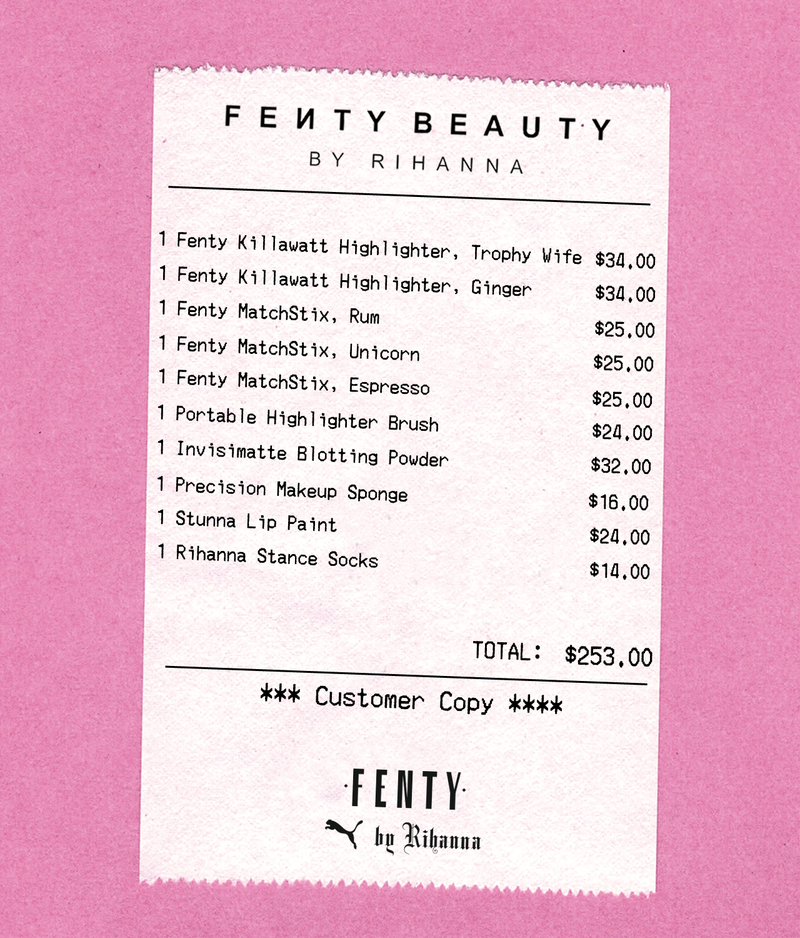 FEИTY BEAUTY
BY RIHANNA
1 Fenty Killawatt Highlighter, Trophy Wife $34.00
1 Fenty Killawatt Highlighter, Ginger $34.00
1 Fenty MatchStix, Rum $25.00
1 Fenty MatchStix, Unicorn $25.00
1 Fenty MatchStix, Espresso $25.00
1 Portable Highlighter Brush $24.00
1 Invisimatte Blotting Powder $32.00
1 Precision Makeup Sponge $16.00
1 Stunna Lip Paint $24.00
1 Rihanna Stance Socks $14.00
TOTAL: $253.00
*** Customer Copy ****
·FENTY·
by Rihanna